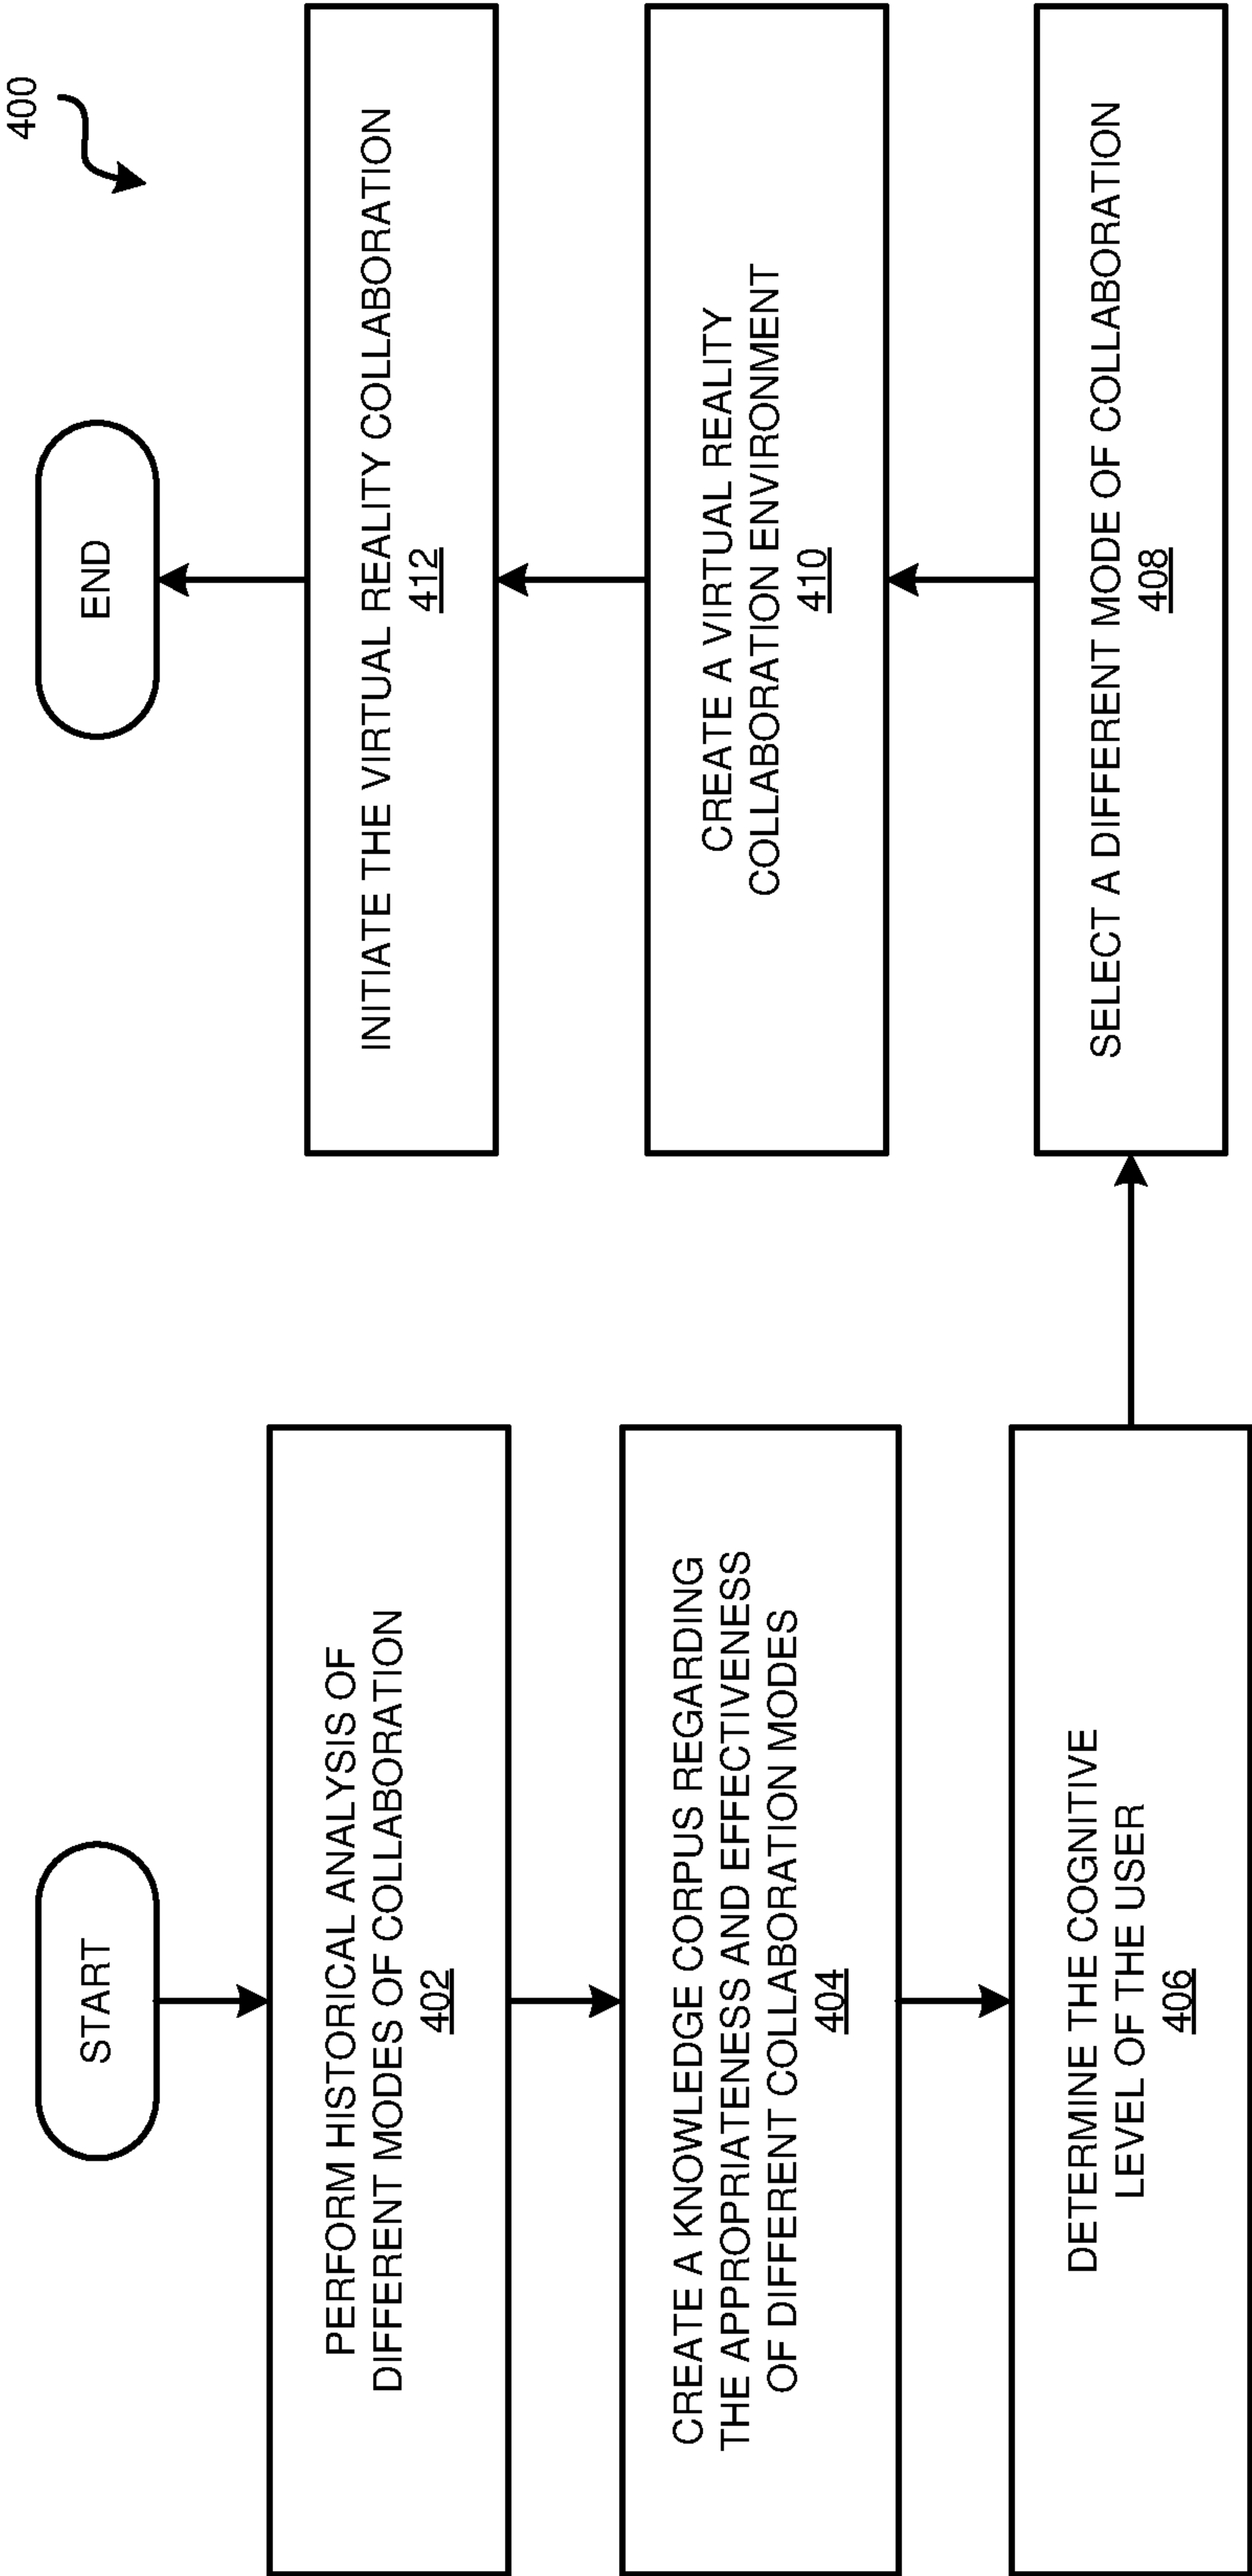 400
START
PERFORM HISTORICAL ANALYSIS OF
DIFFERENT MODES OF COLLABORATION
402
CREATE A KNOWLEDGE CORPUS REGARDING
THE APPROPRIATENESS AND EFFECTIVENESS
OF DIFFERENT COLLABORATION MODES
404
DETERMINE THE COGNITIVE
LEVEL OF THE USER
406
SELECT A DIFFERENT MODE OF COLLABORATION
408
CREATE A VIRTUAL REALITY
COLLABORATION ENVIRONMENT
410
INITIATE THE VIRTUAL REALITY COLLABORATION
412
END